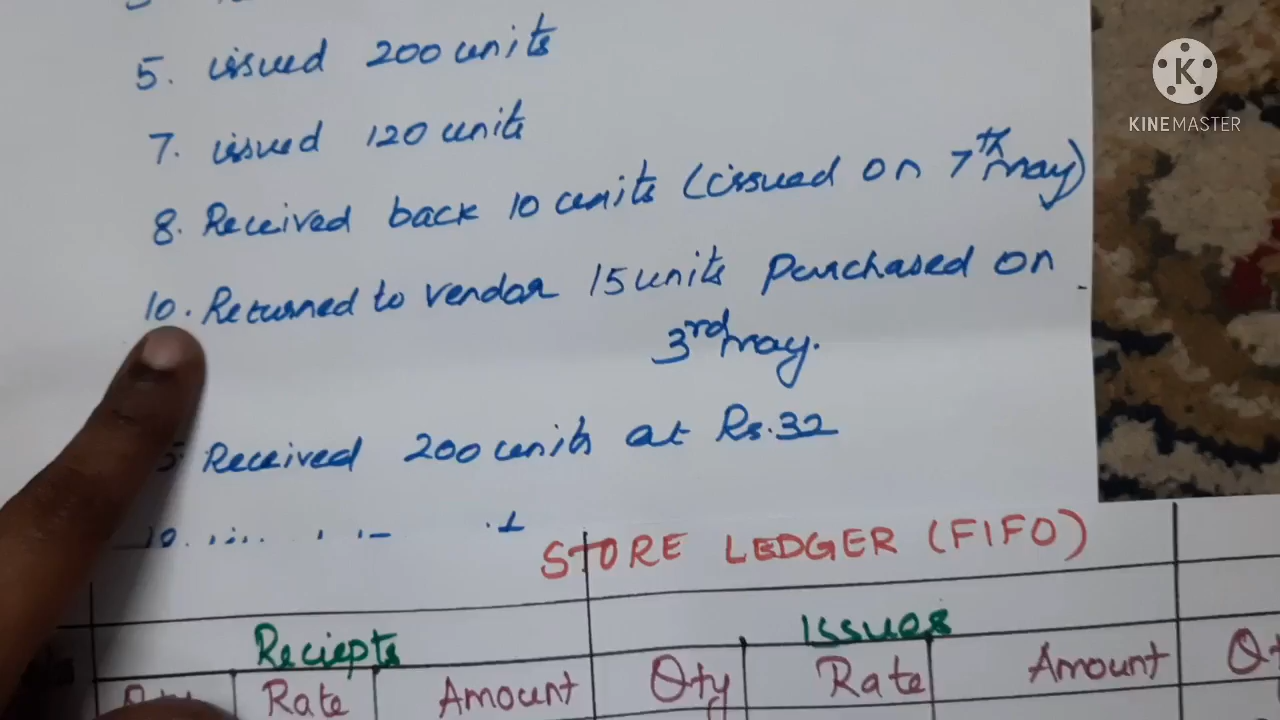 5. issued 200 units
7. issued 120 units
8. Received back 10 units (issued on 7th may)
10. Returned to vendar 15 units purchased on
3rd may.
Received 200 units at Rs.32
STORE LEDGER (FIFO)
Reciepts
Issues
Qty Rate Amount Qty Rate Amount
KINEMASTER